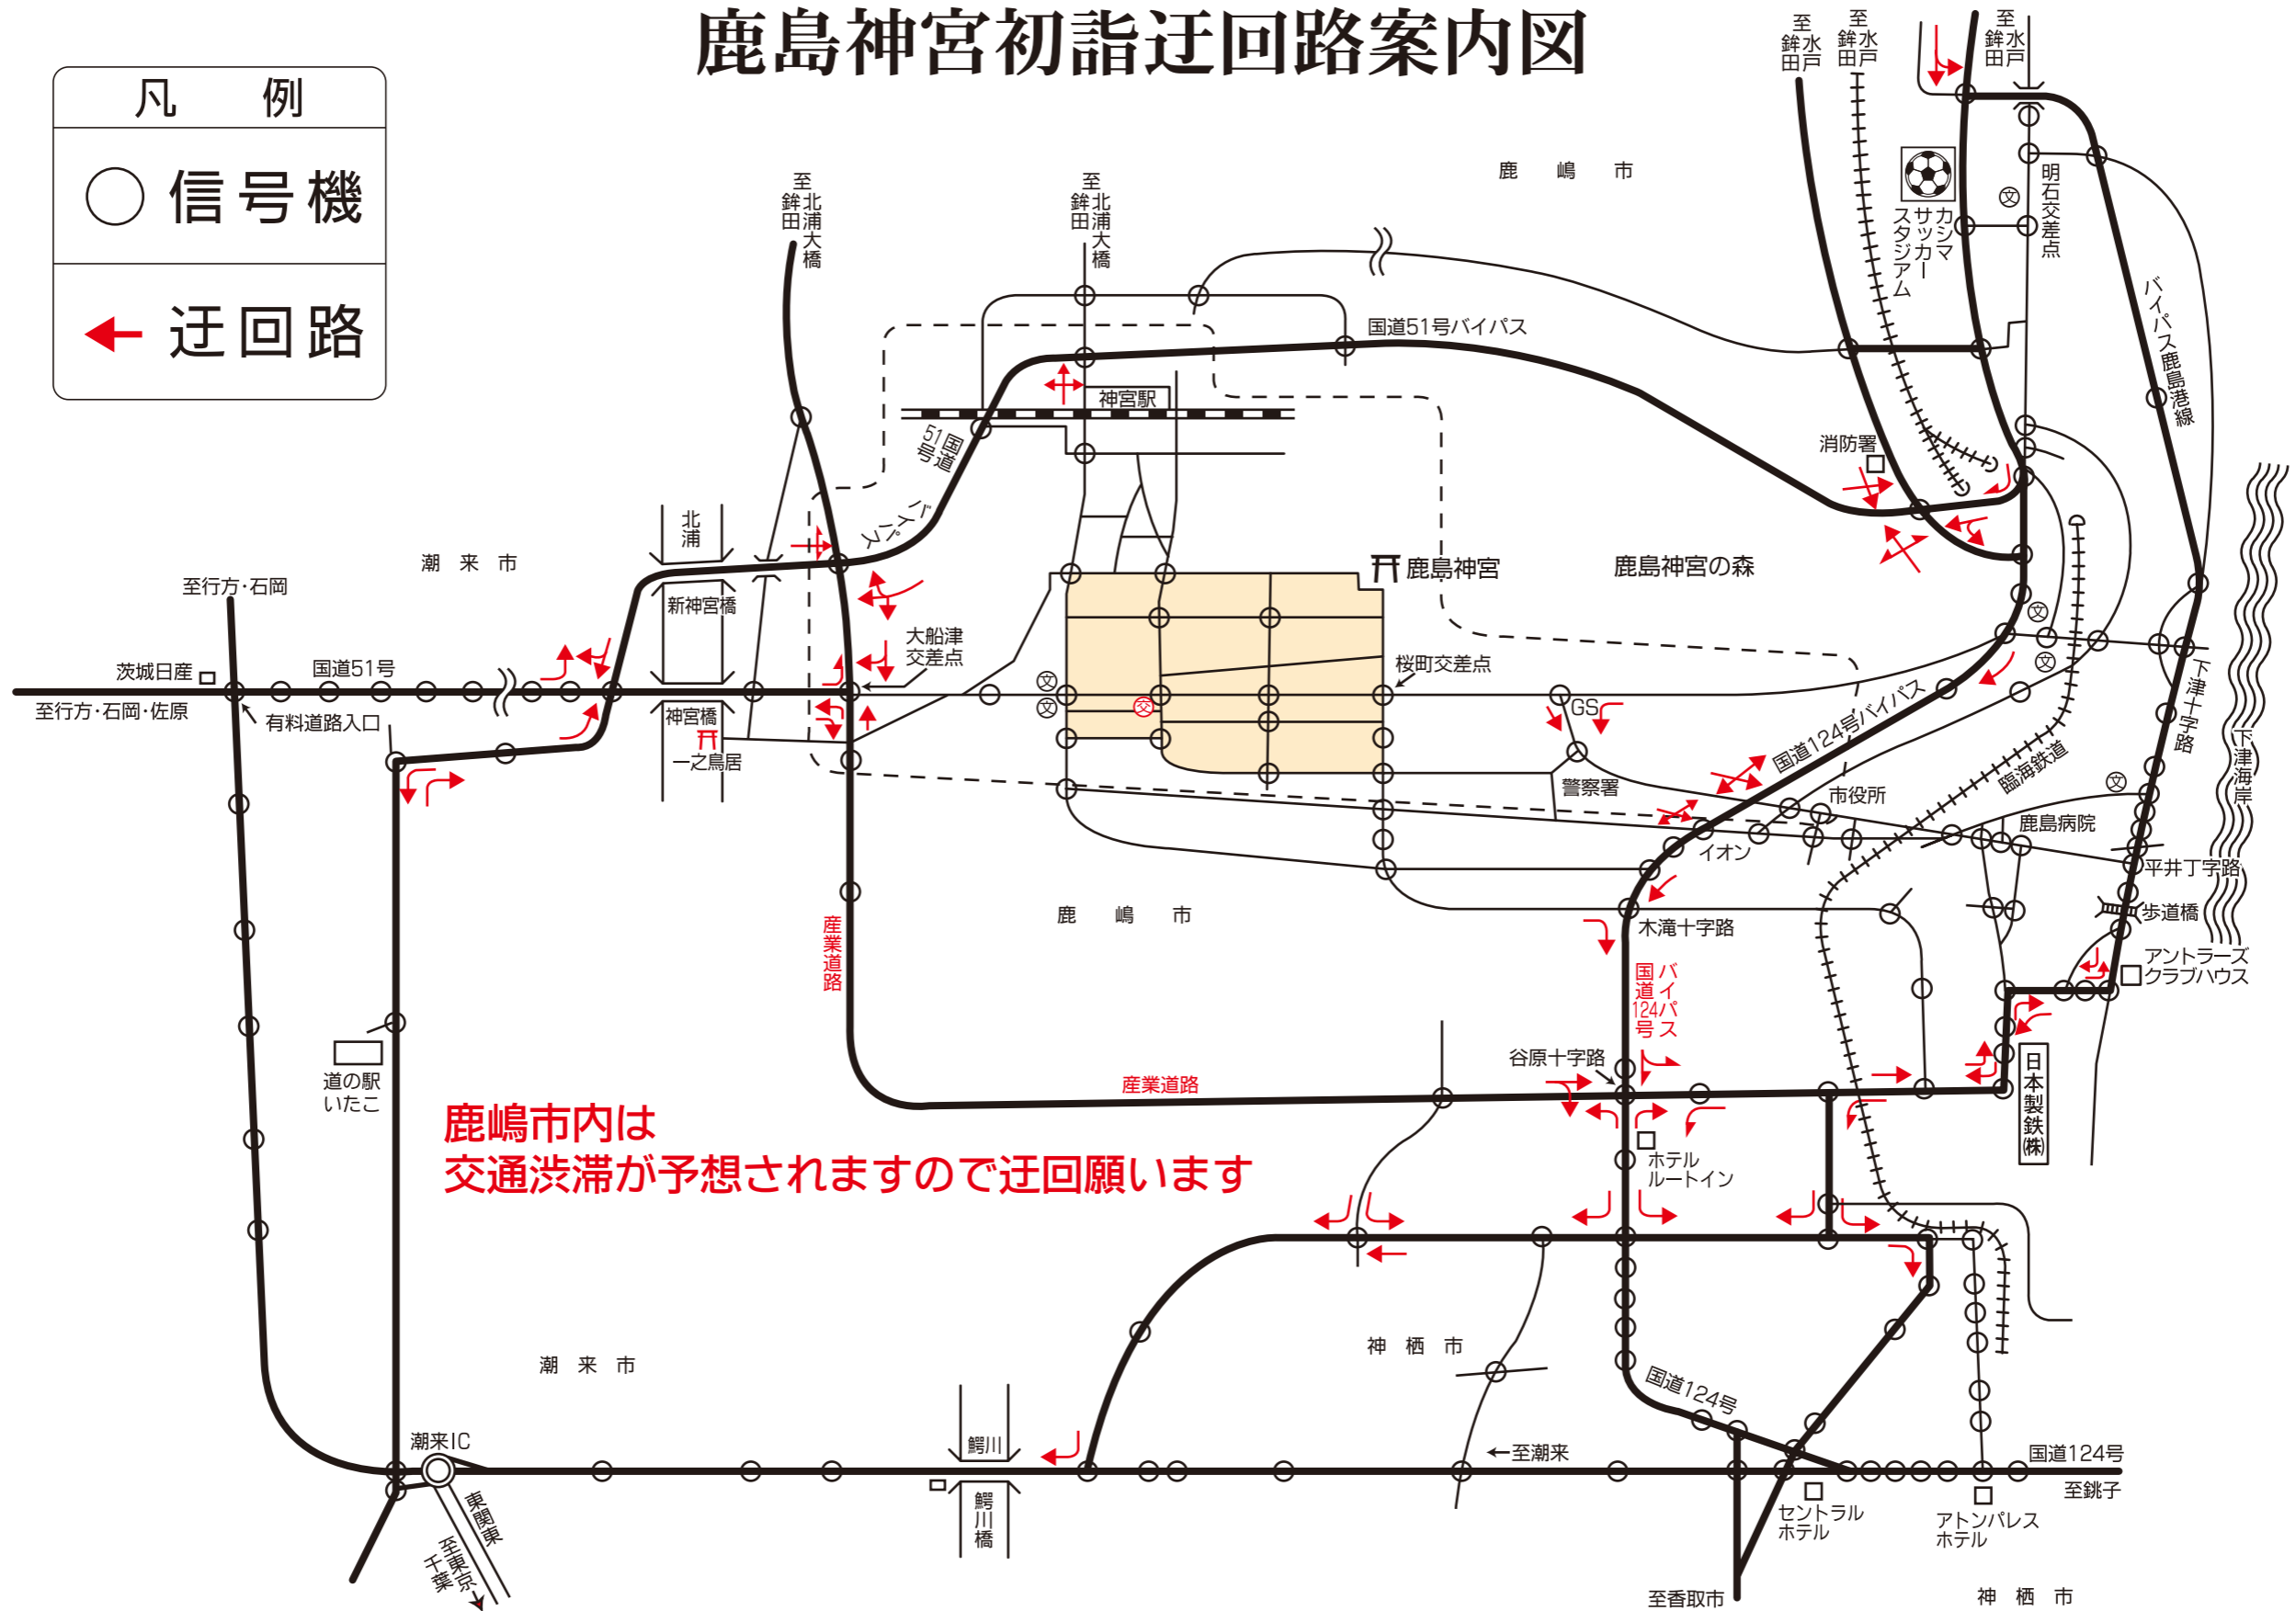 鹿島神宮初詣迂回路案内図
凡 例
信号機
迂回路
至水戸
鉾田
至水戸
鉾田
至水戸
鉾田
鹿 嶋 市
至北浦大橋
鉾田
至北浦大橋
鉾田
文
明石交差点
カシマ
サッカー
スタジアム
国道51号バイパス
バイパス鹿島港線
神宮駅
国道
51号
バイパス
消防署
北浦
潮 来 市
至行方・石岡
新神宮橋
鹿島神宮
鹿島神宮の森
文
文
茨城日産
国道51号
大船津
交差点
文
文
交
桜町交差点
下津十字路
至行方・石岡・佐原
有料道路入口
神宮橋
一之鳥居
GS
国道124号バイパス
臨海鉄道
文
下津海岸
警察署
市役所
鹿島病院
イオン
平井丁字路
鹿 嶋 市
産業道路
木滝十字路
歩道橋
アントラーズ
クラブハウス
バイパス
国道124号
道の駅
いたこ
産業道路
谷原十字路
日本製鉄㈱
鹿嶋市内は
交通渋滞が予想されますので迂回願います
ホテル
ルートイン
潮 来 市
神 栖 市
国道124号
潮来IC
鰐川
至潮来
国道124号
至銚子
東関東
至東京
千葉
鰐川橋
セントラル
ホテル
アトンパレス
ホテル
至香取市
神 栖 市